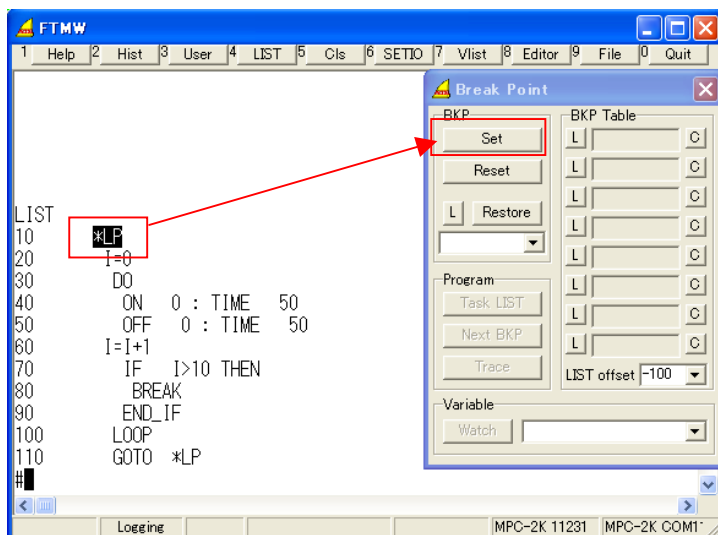 FTMW
1 Help 2 Hist 3 User 4 LIST 5 Cls 6 SETIO 7 Vlist 8 Editor 9 File 0 Quit
LIST
10 *LP
20 I=0
30 DO
40 ON 0 : TIME 50
50 OFF 0 : TIME 50
60 I=I+1
70 IF I>10 THEN
80 BREAK
90 END_IF
100 LOOP
110 GOTO *LP
#
Break Point
BKP
Set
Reset
L Restore
Program
Task LIST
Next BKP
Trace
BKP Table
L C
L C
L C
L C
L C
L C
L C
L C
LIST offset -100
Variable
Watch
Logging MPC-2K 11231 MPC-2K COM1